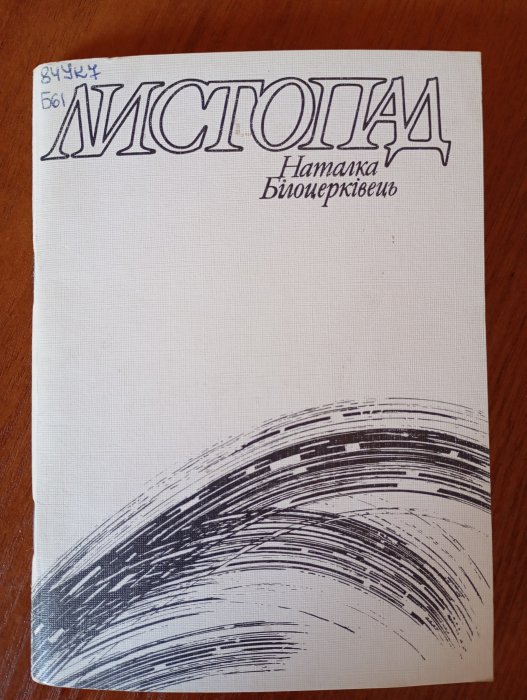 84Ук7
Б61
ЛИСТОПАД
Наталка
Білоцерківець